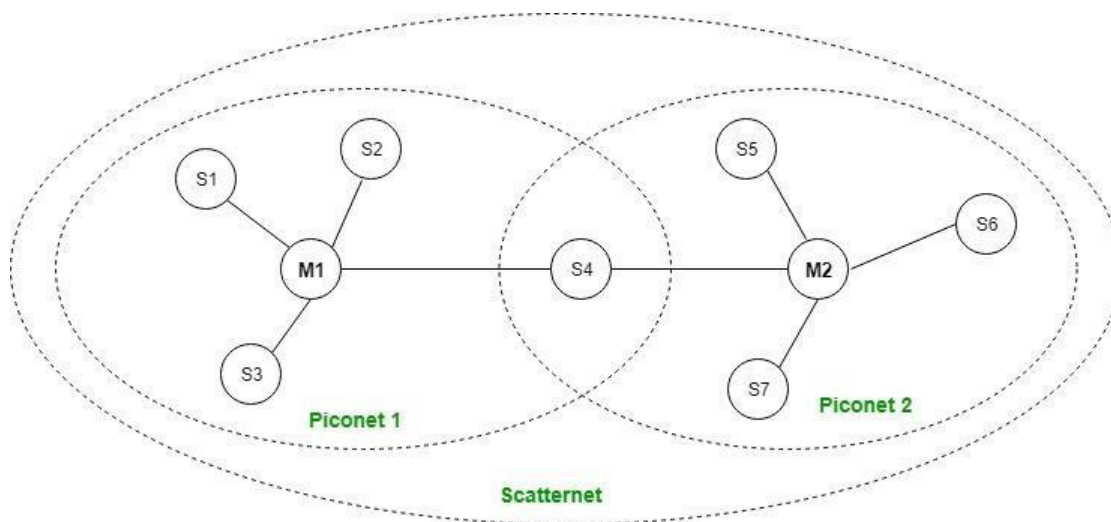 S2
S5
S1
S6
M1
S4
M2
S3
S7
Piconet 1
Piconet 2
Scatternet